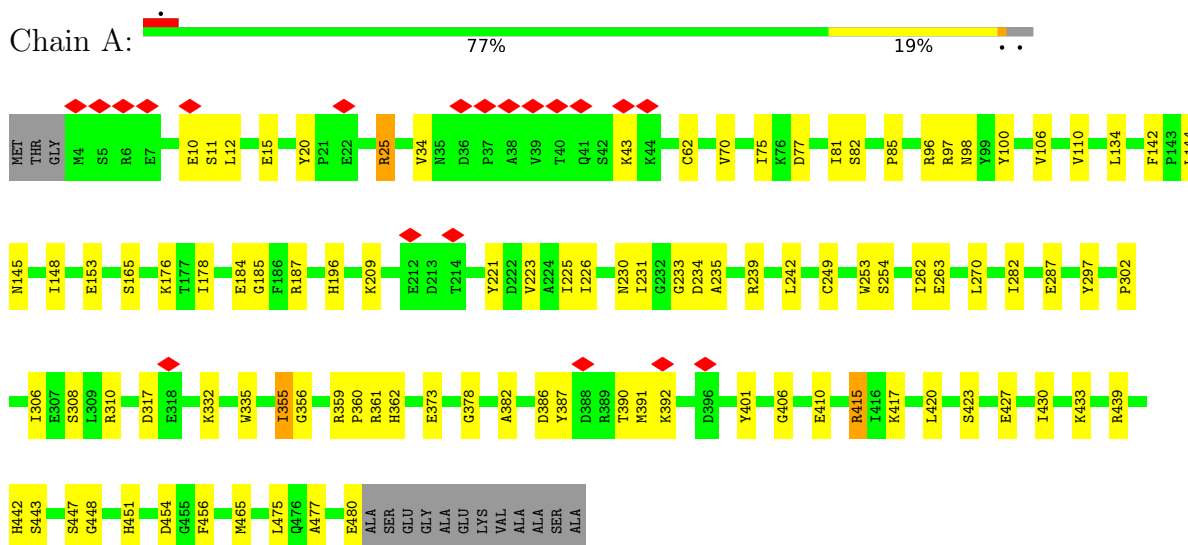 Chain A:
77% 19%
MET THR GLY M4 S5 R6 E7 E10 S11 L12 E15 Y20 P21 E22 R25 V34 N35 D36 P37 A38 V39 T40 Q41 S42 K43 K44 C62 V70 I75 K76 D77 I81 S82 P85 R96 R97 N98 Y99 Y100 V106 V110 L134 F142 P143 L144
N145 I148 E153 S165 K176 T177 I178 E184 G185 F186 R187 H196 K209 E212 D213 T214 Y221 D222 V223 A224 I225 I226 N230 I231 G232 G233 D234 A235 R239 L242 C249 W253 S254 I262 E263 L270 I282 E287 Y297 P302
I306 E307 S308 L309 R310 D317 E318 K332 W335 I355 G356 R359 P360 R361 H362 E373 G378 A382 D386 Y387 D388 R389 T390 M391 K392 D396 Y401 G406 E410 R415 I416 K417 L420 S423 E427 I430 K433 R439
H442 S443 S447 G448 H451 D454 G455 F456 M465 L475 Q476 A477 E480 ALA SER GLU GLY ALA GLU LYS VAL ALA ALA SER ALA